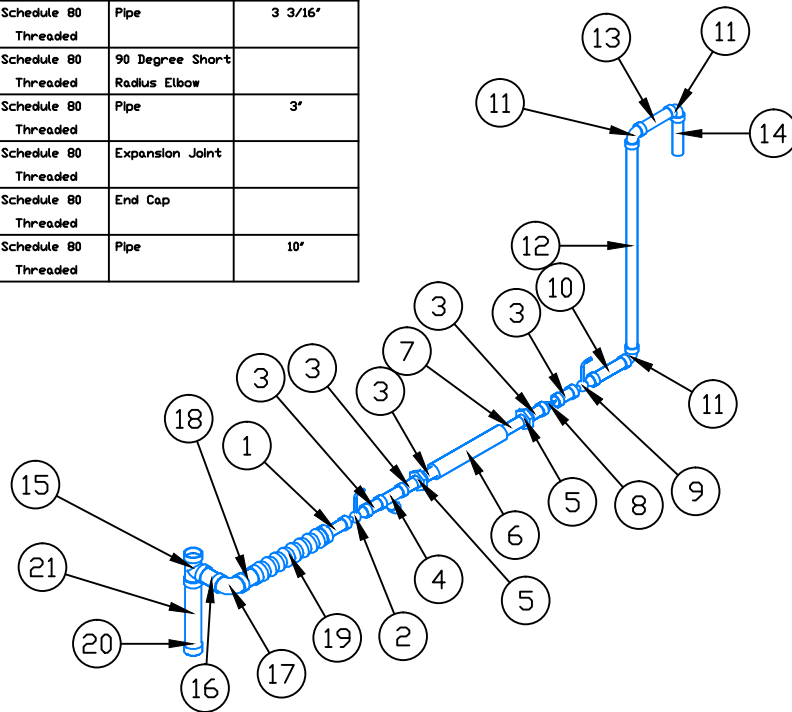 Schedule 80 Pipe 3 3/16"
Threaded
Schedule 80 90 Degree Short
Threaded Radius Elbow
Schedule 80 Pipe 3"
Threaded
Schedule 80 Expansion Joint
Threaded
Schedule 80 End Cap
Threaded
Schedule 80 Pipe 10"
Threaded
13
11
11
14
12
10
3
3
7
3
3
3
11
18
1
9
15
5
8
6
4
21
5
19
2
20
17
16